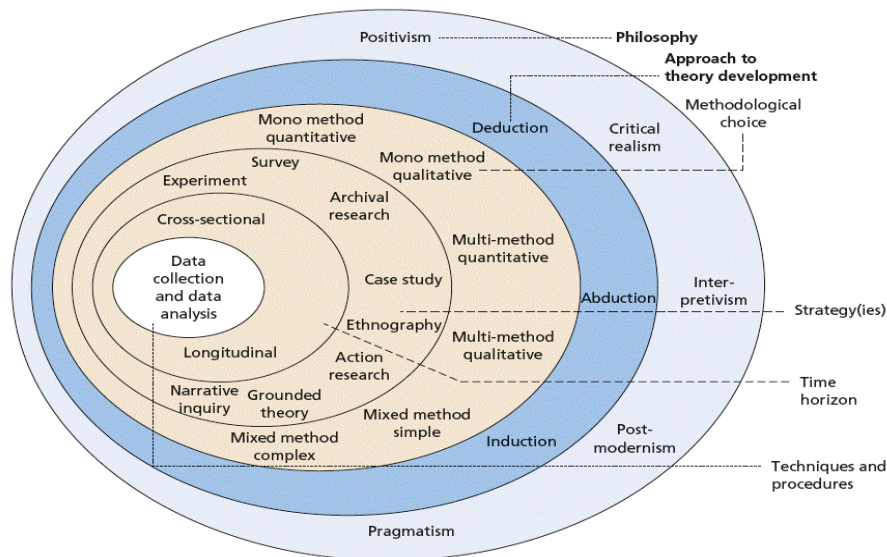 Positivism
Philosophy
Approach to
theory development
Methodological
choice
Mono method
quantitative
Deduction
Critical
realism
Survey
Mono method
qualitative
Experiment
Archival
research
Cross-sectional
Multi-method
quantitative
Data
collection
and data
analysis
Case study
Inter-
pretivism
Abduction
Strategy(ies)
Ethnography
Multi-method
qualitative
Longitudinal
Action
research
Time
horizon
Narrative
inquiry
Grounded
theory
Mixed method
simple
Mixed method
complex
Induction
Post-
modernism
Techniques and
procedures
Pragmatism